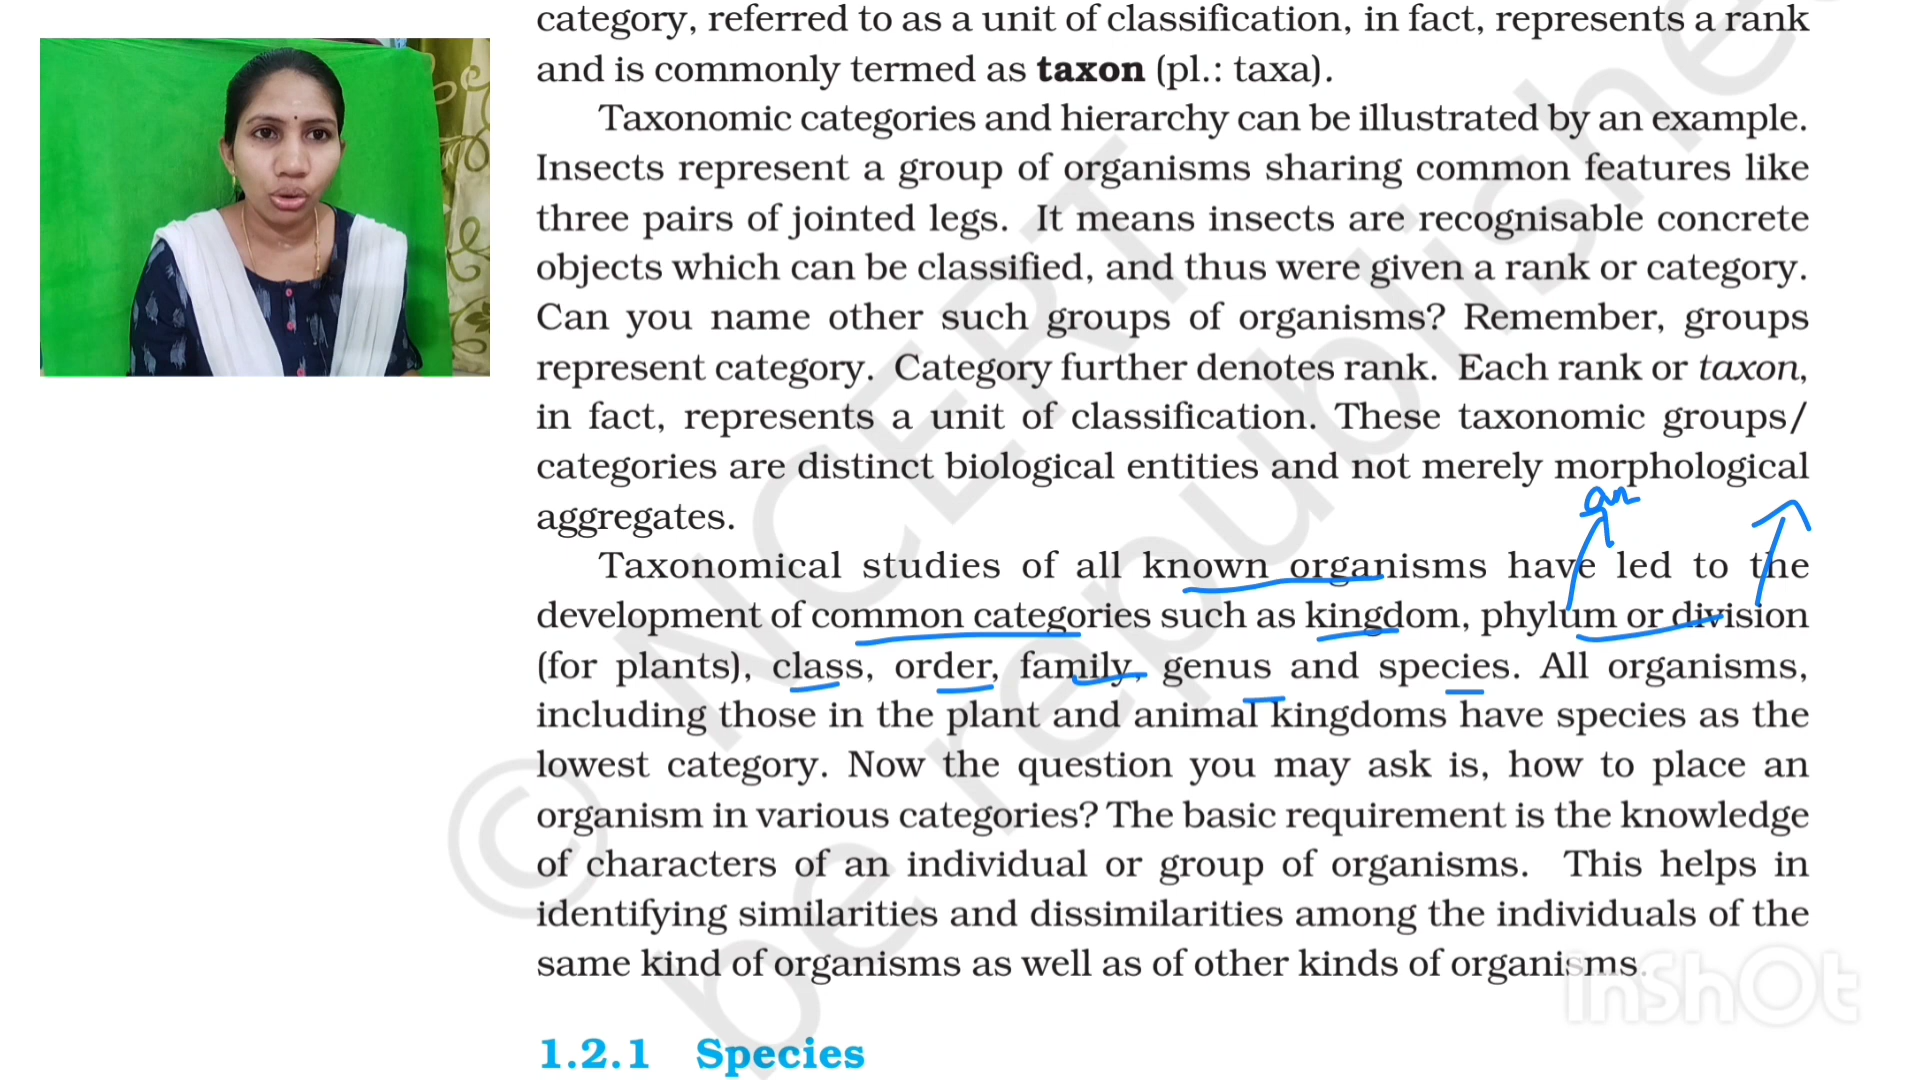 category, referred to as a unit of classification, in fact, represents a rank
and is commonly termed as taxon (pl.: taxa).
Taxonomic categories and hierarchy can be illustrated by an example.
Insects represent a group of organisms sharing common features like
three pairs of jointed legs. It means insects are recognisable concrete
objects which can be classified, and thus were given a rank or category.
Can you name other such groups of organisms? Remember, groups
represent category. Category further denotes rank. Each rank or taxon,
in fact, represents a unit of classification. These taxonomic groups/
categories are distinct biological entities and not merely morphological
aggregates.
an
Taxonomical studies of all known organisms have led to the
development of common categories such as kingdom, phylum or division
(for plants), class, order, family, genus and species. All organisms,
including those in the plant and animal kingdoms have species as the
lowest category. Now the question you may ask is, how to place an
organism in various categories? The basic requirement is the knowledge
of characters of an individual or group of organisms. This helps in
identifying similarities and dissimilarities among the individuals of the
same kind of organisms as well as of other kinds of organisms.
1.2.1 Species
© NCERT
be republishe
InShOt